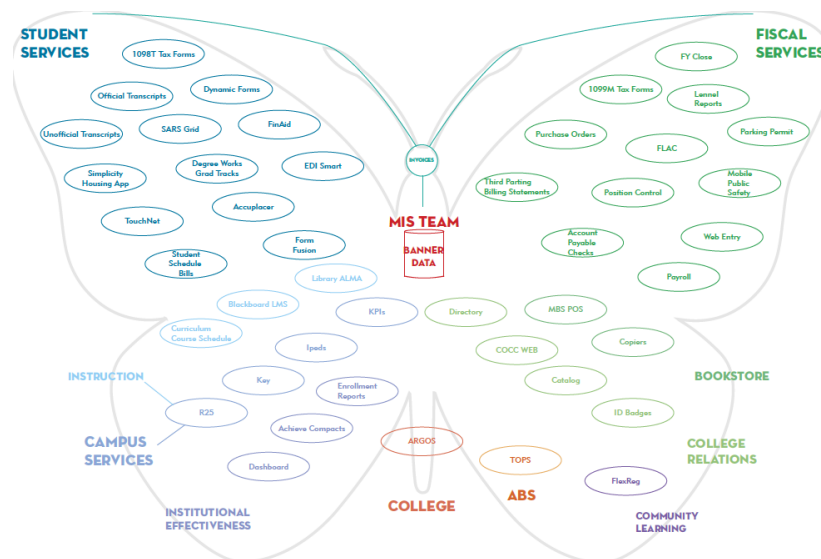 STUDENT
SERVICES
FISCAL
SERVICES
1098T Tax Forms
FY Close
Official Transcripts
Dynamic Forms
1099M Tax Forms
Lennel
Reports
Unofficial Transcripts
SARS Grid
FinAid
Purchase Orders
Parking Permit
FLAC
INVOICES
Simplicity
Housing App
Degree Works
Grad Tracks
EDI Smart
Third Parting
Billing Statements
Position Control
Mobile
Public
Safety
Accuplacer
TouchNet
MIS TEAM
BANNER
DATA
Form
Fusion
Account
Payable
Checks
Web Entry
Student
Schedule
Bills
Payroll
Library ALMA
Blackboard LMS
KPIs
Directory
MBS POS
Curriculum
Course Schedule
Ipeds
COCC WEB
Copiers
INSTRUCTION
Key
Enrollment
Reports
Catalog
BOOKSTORE
R25
ID Badges
Achieve Compacts
CAMPUS
SERVICES
ARGOS
COLLEGE
RELATIONS
Dashboard
TOPS
FlexReg
INSTITUTIONAL
EFFECTIVENESS
COLLEGE
ABS
COMMUNITY
LEARNING